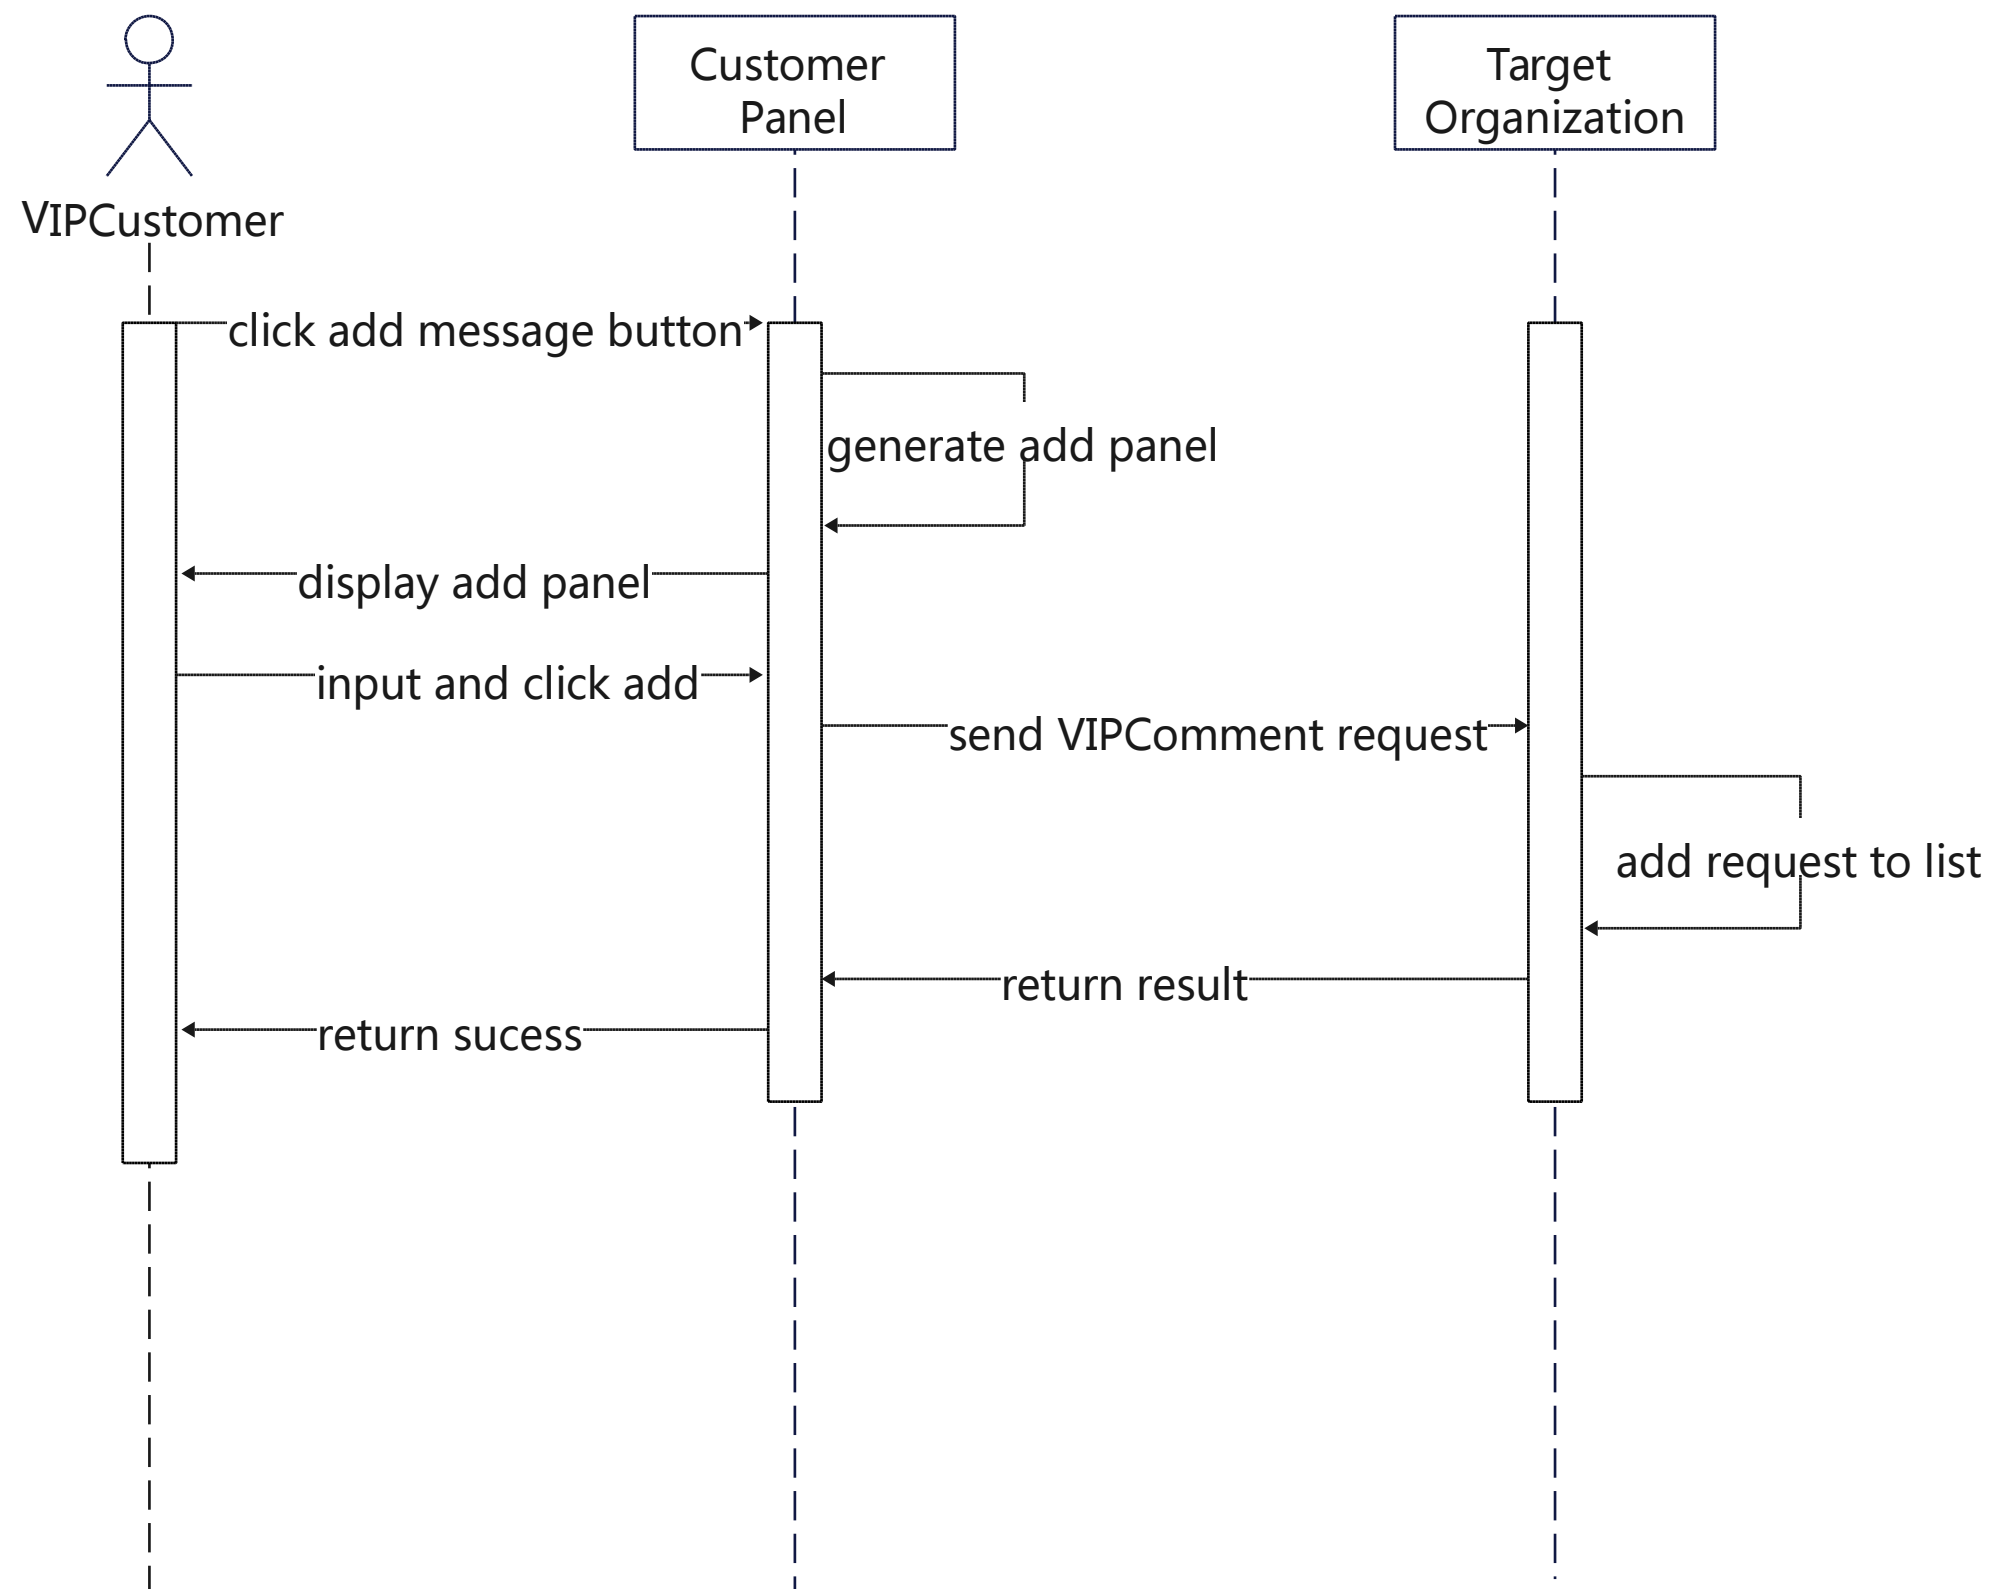 Customer
Panel
Target
Organization
VIPCustomer
click add message button
generate add panel
display add panel
input and click add
send VIPComment request
add request to list
return result
return sucess